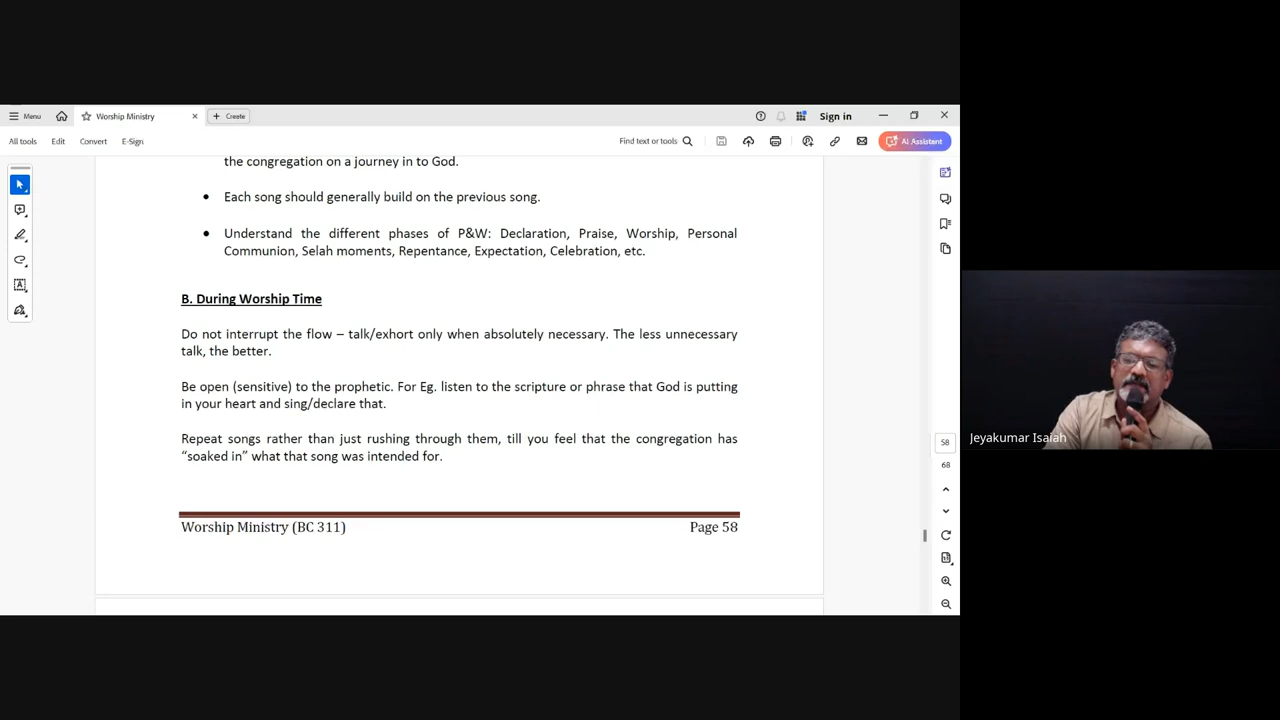 Menu
Worship Ministry
Create
Sign in
All tools
Edit
Convert
E-Sign
Find text or tools
AI Assistant
the congregation on a journey in to God.
• Each song should generally build on the previous song.
• Understand the different phases of P&W: Declaration, Praise, Worship, Personal
Communion, Selah moments, Repentance, Expectation, Celebration, etc.
B. During Worship Time
Do not interrupt the flow – talk/exhort only when absolutely necessary. The less unnecessary
talk, the better.
Be open (sensitive) to the prophetic. For Eg. listen to the scripture or phrase that God is putting
in your heart and sing/declare that.
Repeat songs rather than just rushing through them, till you feel that the congregation has
“soaked in” what that song was intended for.
Worship Ministry (BC 311) Page 58
58
68
Jeyakumar Isaiah